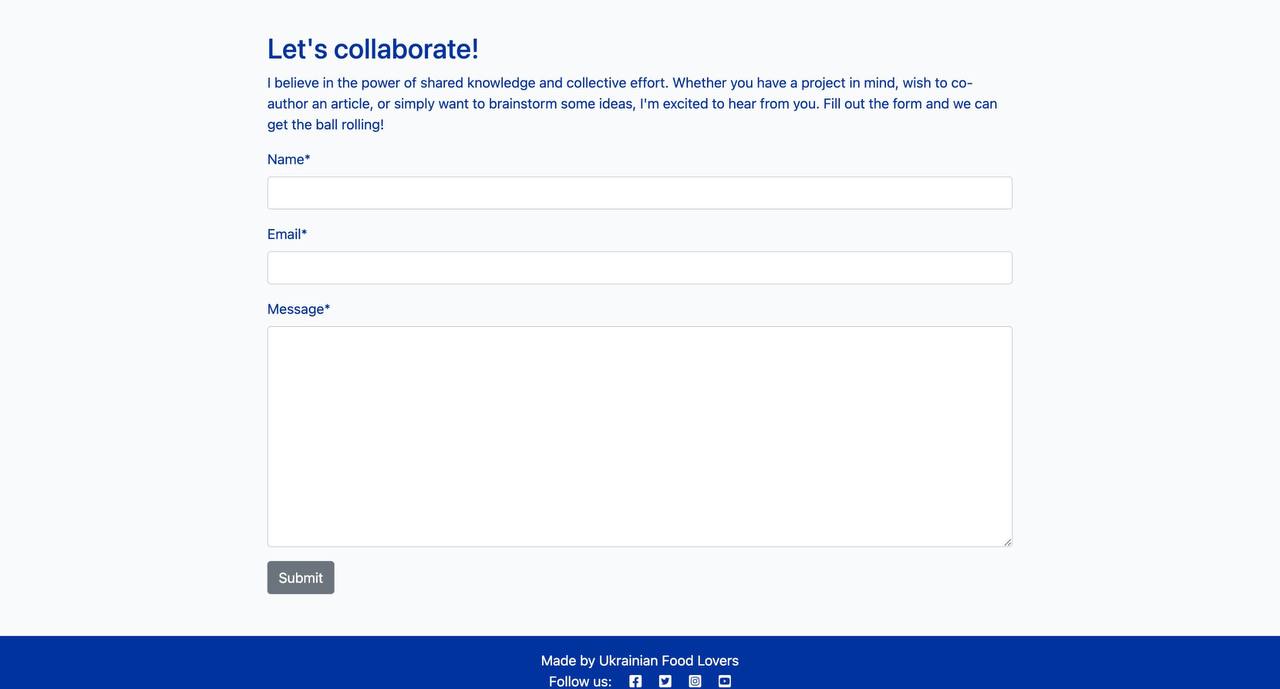 Let's collaborate!
I believe in the power of shared knowledge and collective effort. Whether you have a project in mind, wish to co-
author an article, or simply want to brainstorm some ideas, I'm excited to hear from you. Fill out the form and we can
get the ball rolling!
Name*
Email*
Message*
Submit
Made by Ukrainian Food Lovers
Follow us: